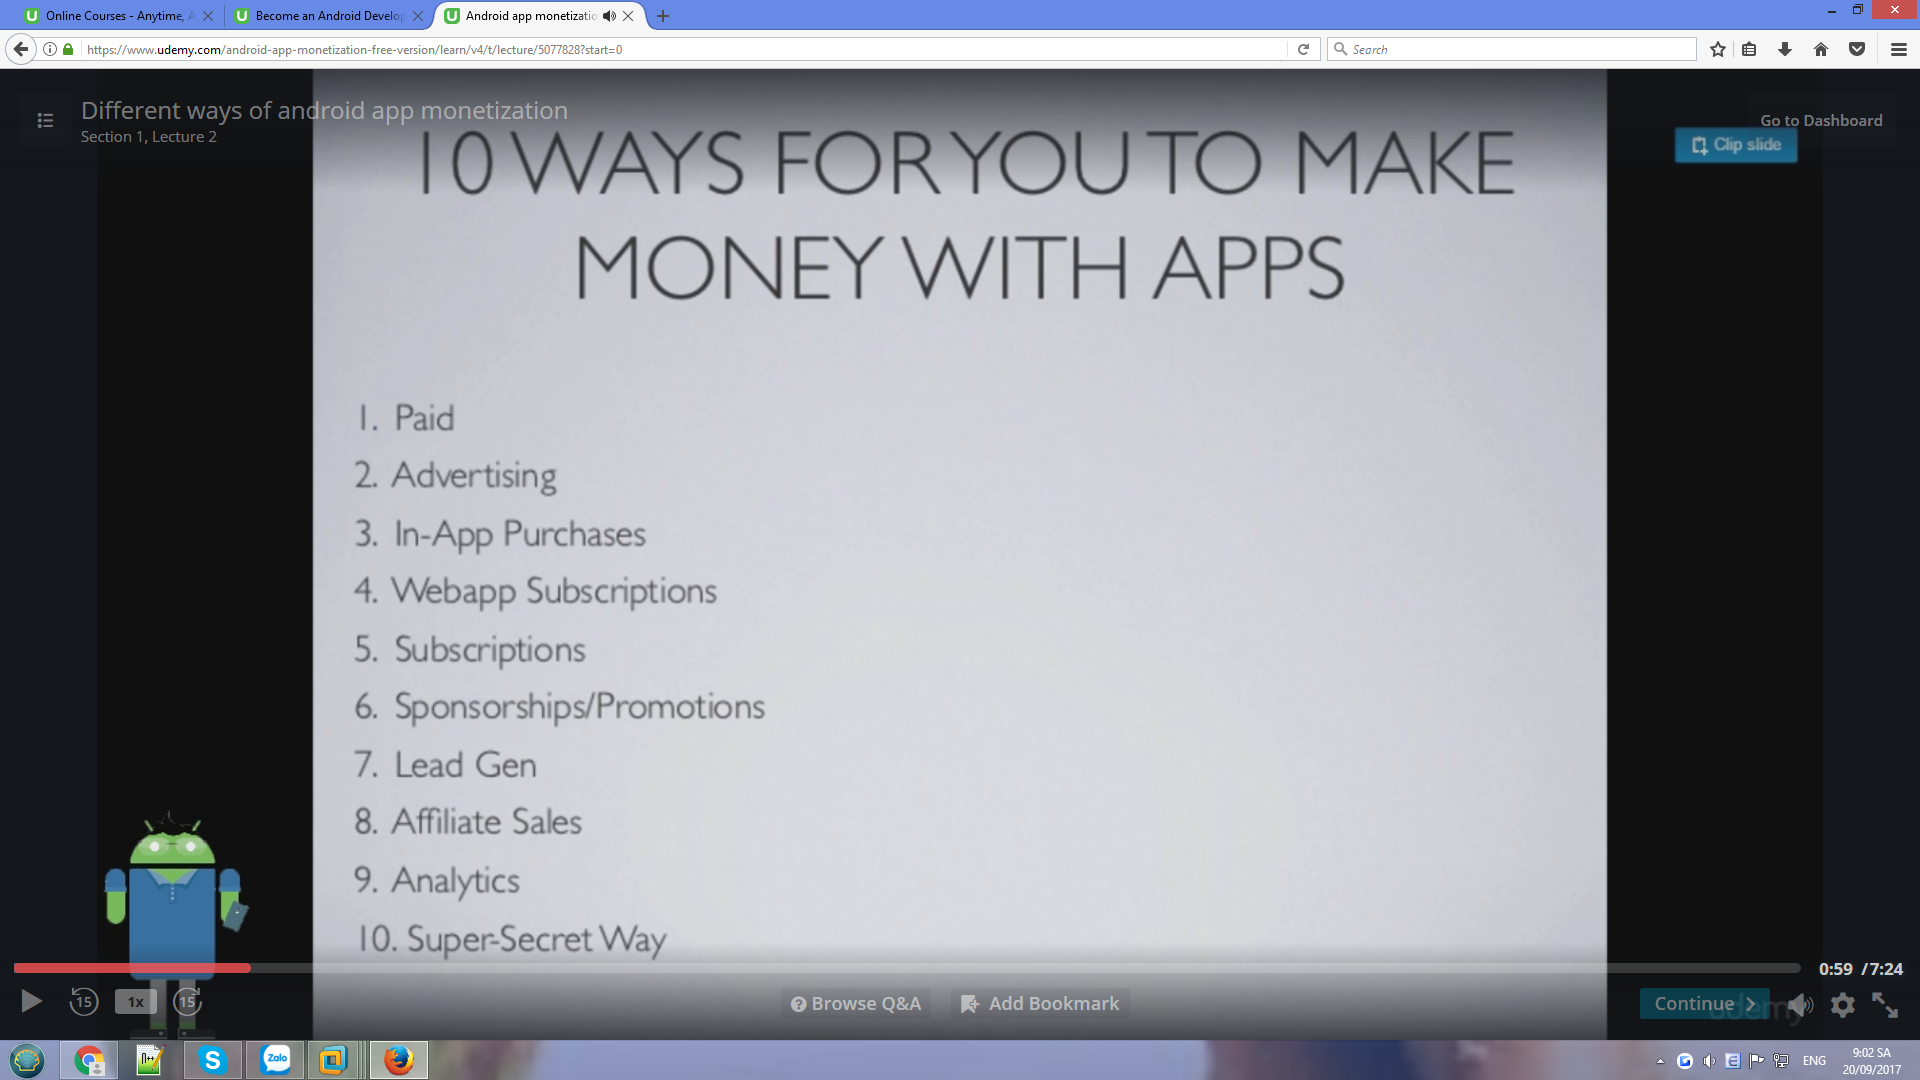 Online Courses - Anytime, A
Become an Android Develop
Android app monetizatio
https://www.udemy.com/android-app-monetization-free-version/learn/v4/t/lecture/5077828?start=0
Search
Different ways of android app monetization
Section 1, Lecture 2
Go to Dashboard
Clip slide
10 WAYS FOR YOU TO MAKE
MONEY WITH APPS
1. Paid
2. Advertising
3. In-App Purchases
4. Webapp Subscriptions
5. Subscriptions
6. Sponsorships/Promotions
7. Lead Gen
8. Affiliate Sales
9. Analytics
10. Super-Secret Way
0:59 / 7:24
15
1x
15
Browse Q&A
Add Bookmark
Continue
udemy
Zalo
ENG
9:02 SA
20/09/2017